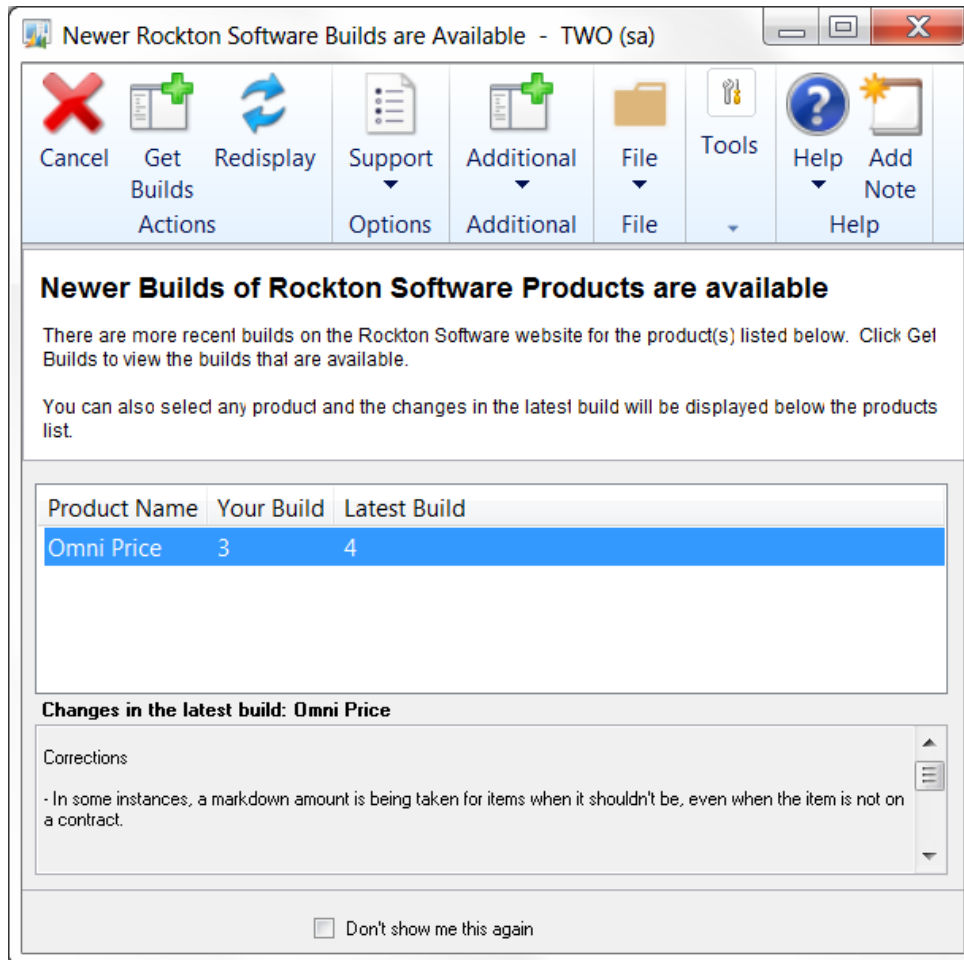 Newer Rockton Software Builds are Available - TWO (sa)
Cancel
Get Builds
Redisplay
Actions
Support
Options
Additional
Additional
File
File
Tools
Help
Add Note
Help
Newer Builds of Rockton Software Products are available
There are more recent builds on the Rockton Software website for the product(s) listed below. Click Get
Builds to view the builds that are available.
You can also select any product and the changes in the latest build will be displayed below the products
list.
Product Name Your Build Latest Build
Omni Price 3 4
Changes in the latest build: Omni Price
Corrections
- In some instances, a markdown amount is being taken for items when it shouldn't be, even when the item is not on
a contract.
Don't show me this again